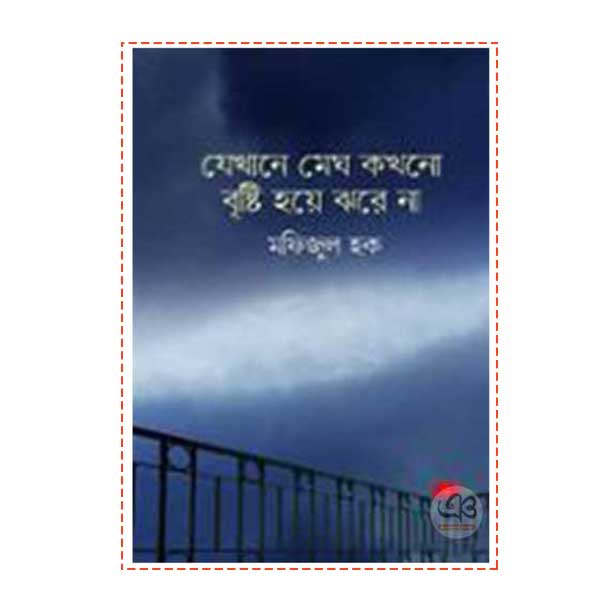 যেখানে মেঘ কখনো
বৃষ্টি হয়ে ঝরে না
মফিজুল হক